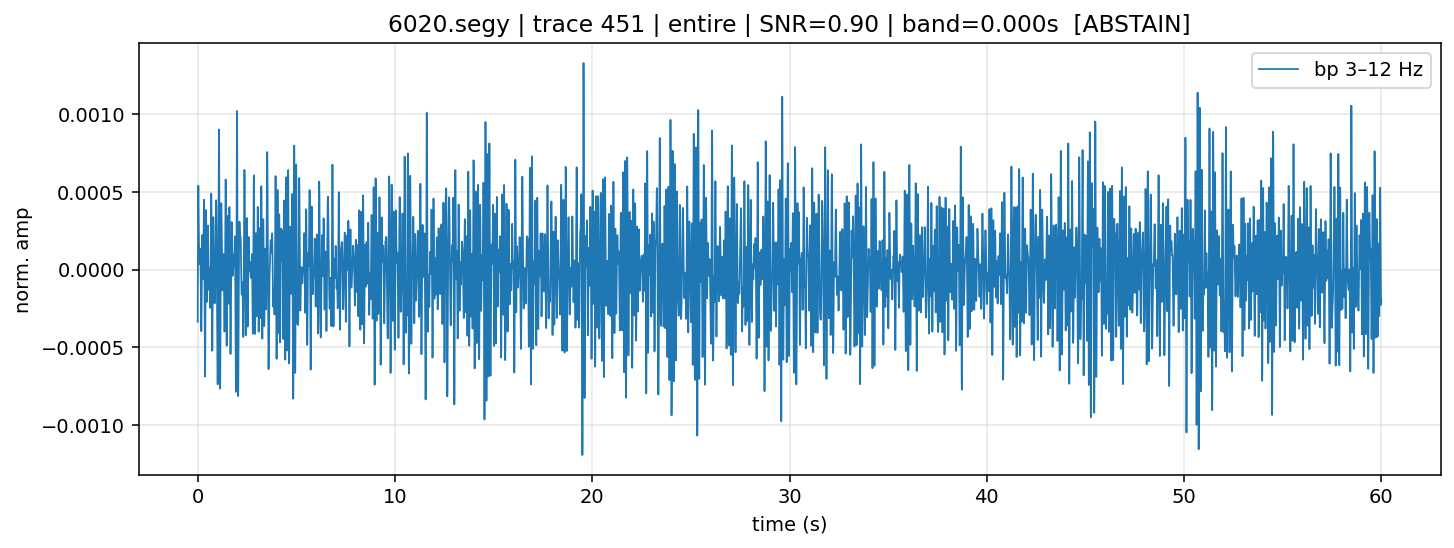 6020.segy | trace 451 | entire | SNR=0.90 | band=0.000s  [ABSTAIN]
bp 3–12 Hz
norm. amp
0.0010
0.0005
0.0000
−0.0005
−0.0010
0 10 20 30 40 50 60
time (s)